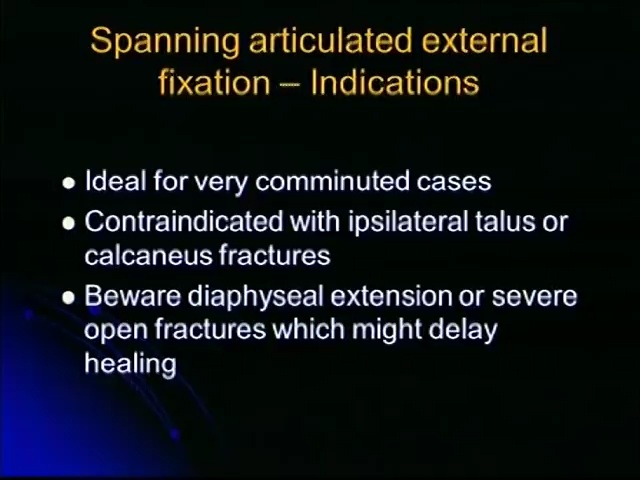 Spanning articulated external
fixation – Indications
Ideal for very comminuted cases
Contraindicated with ipsilateral talus or
calcaneus fractures
Beware diaphyseal extension or severe
open fractures which might delay
healing